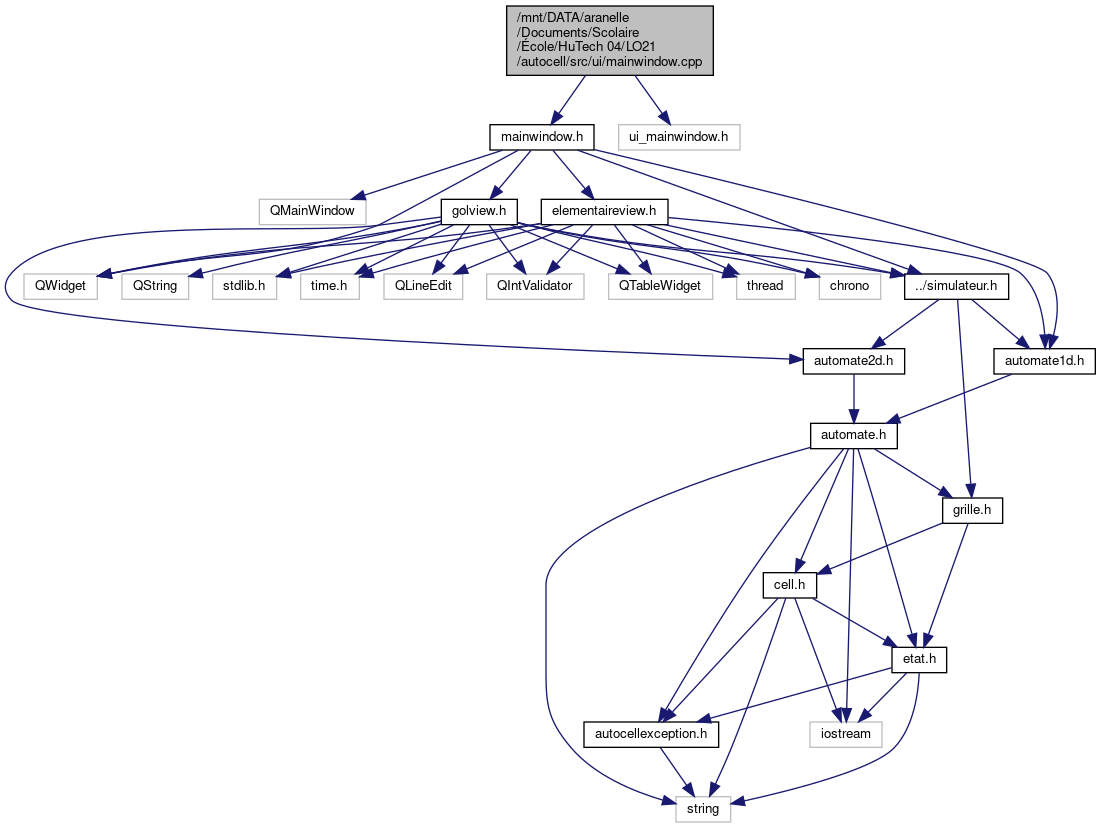 /mnt/DATA/aranelle
/Documents/Scolaire
/École/HuTech 04/LO21
/autocell/src/ui/mainwindow.cpp
mainwindow.h
ui_mainwindow.h
QMainWindow
golview.h
elementaireview.h
QWidget
QString
stdlib.h
time.h
QLineEdit
QIntValidator
QTableWidget
thread
chrono
../simulateur.h
automate2d.h
automate1d.h
automate.h
grille.h
cell.h
etat.h
autocellexception.h
iostream
string